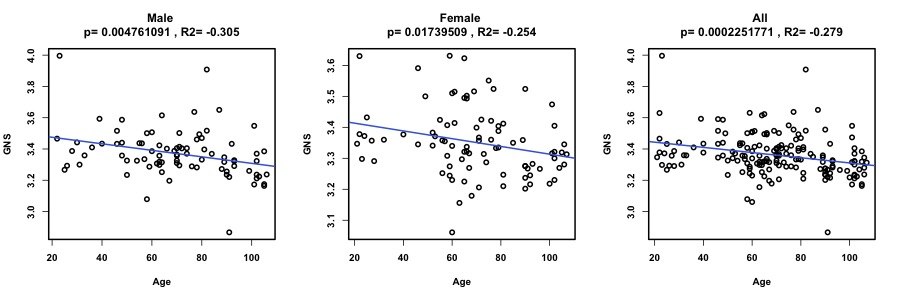 Male
p= 0.004761091 , R2= -0.305
GNS
4.0
3.8
3.6
3.4
3.2
3.0
20 40 60 80 100
Age
Female
p= 0.01739509 , R2= -0.254
GNS
3.6
3.5
3.4
3.3
3.2
3.1
20 40 60 80 100
Age
All
p= 0.0002251771 , R2= -0.279
GNS
4.0
3.8
3.6
3.4
3.2
3.0
20 40 60 80 100
Age